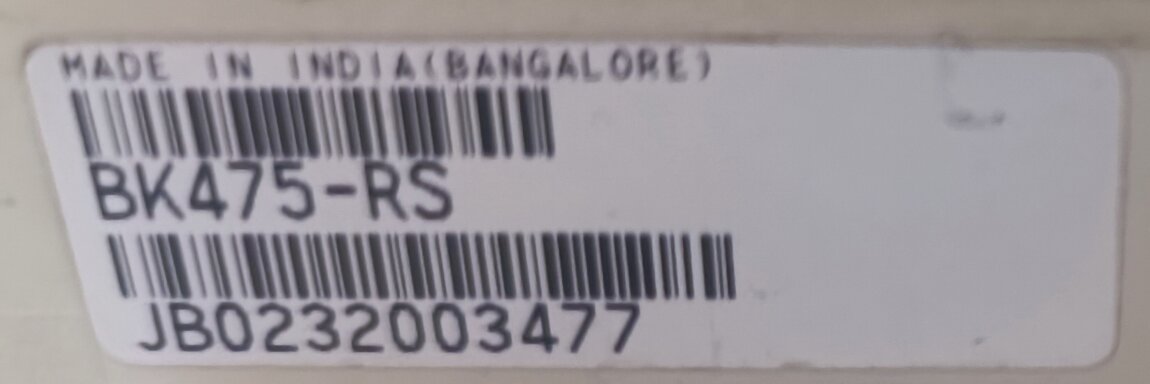 MADE IN INDIA(BANGALORE)
BK475-RS
JB0232003477